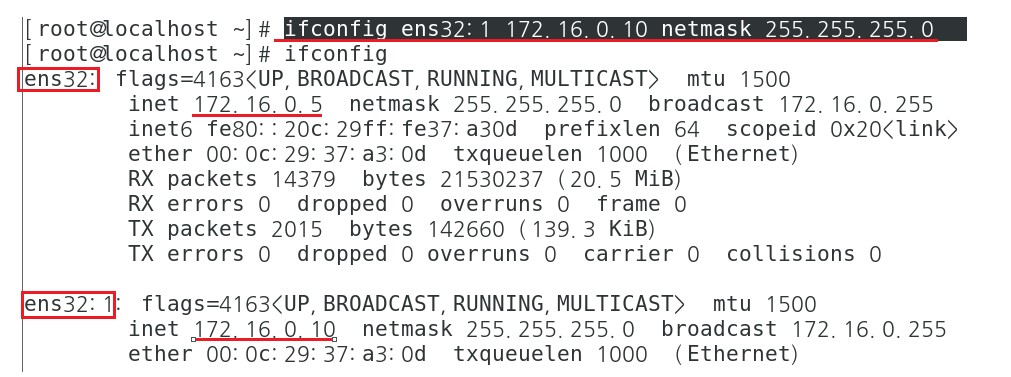 [root@localhost ~]# ifconfig ens32:1 172.16.0.10 netmask 255.255.255.0
[root@localhost ~]# ifconfig
ens32: flags=4163<UP,BROADCAST,RUNNING,MULTICAST> mtu 1500
inet 172.16.0.5 netmask 255.255.255.0 broadcast 172.16.0.255
inet6 fe80::20c:29ff:fe37:a30d prefixlen 64 scopeid 0x20<link>
ether 00:0c:29:37:a3:0d txqueuelen 1000 (Ethernet)
RX packets 14379 bytes 21530237 (20.5 MiB)
RX errors 0 dropped 0 overruns 0 frame 0
TX packets 2015 bytes 142660 (139.3 KiB)
TX errors 0 dropped 0 overruns 0 carrier 0 collisions 0
ens32:1: flags=4163<UP,BROADCAST,RUNNING,MULTICAST> mtu 1500
inet 172.16.0.10 netmask 255.255.255.0 broadcast 172.16.0.255
ether 00:0c:29:37:a3:0d txqueuelen 1000 (Ethernet)